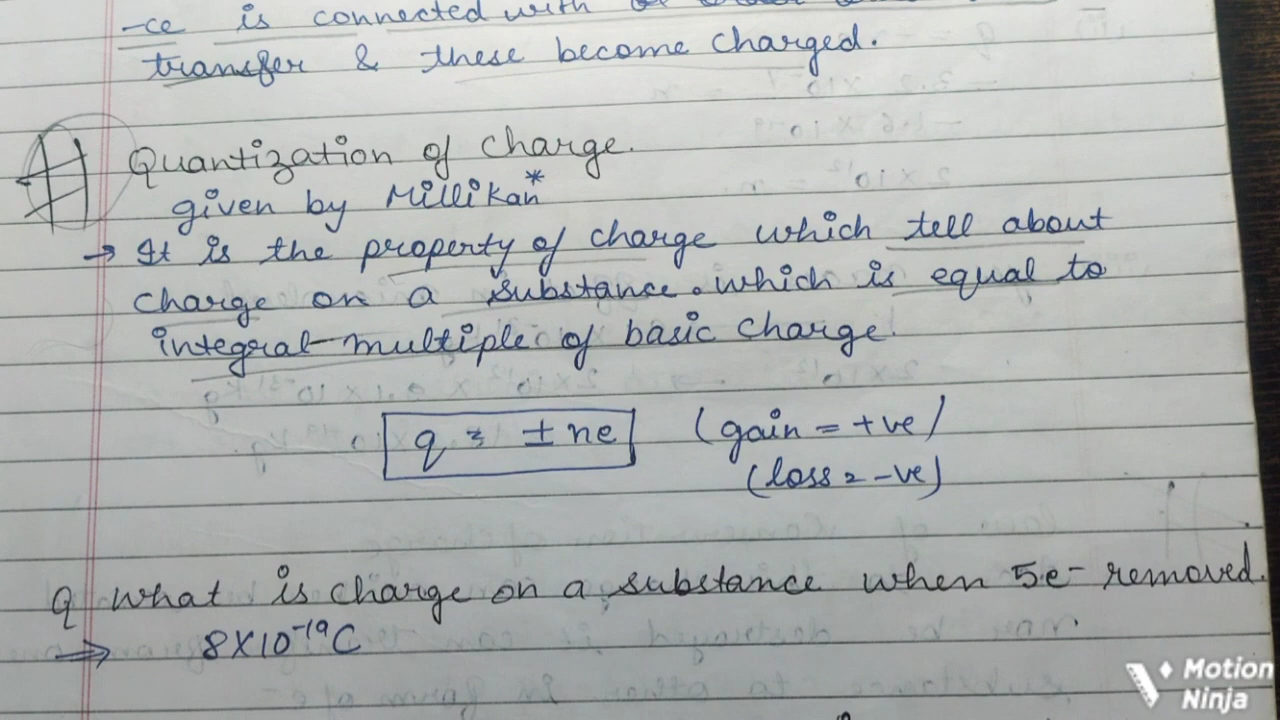 -ce is connected with
transfer & these become charged.
Quantization of charge.
given by Millikan*
→ It is the property of charge which tell about
charge on a substance. which is equal to
integral multiple of basic charge.
q = ± ne (gain = +ve)
(loss = -ve)
Q What is charge on a substance when 5e- removed.
⇒ 8×10⁻¹⁹C
Motion
Ninja